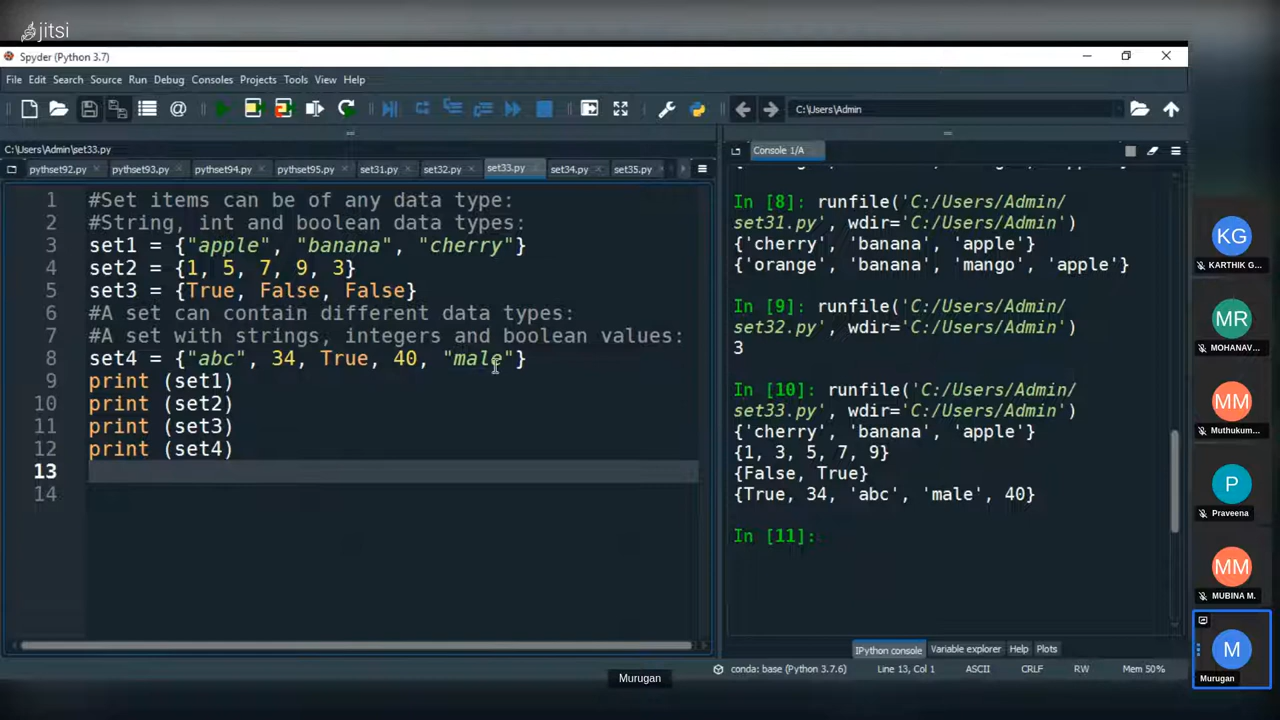 jitsi
Spyder (Python 3.7)
File Edit Search Source Run Debug Consoles Projects Tools View Help
C:\Users\Admin
C:\Users\Admin\set33.py
pythset92.py pythset93.py pythset94.py pythset95.py set31.py set32.py set33.py set34.py set35.py
1 #Set items can be of any data type:
2 #String, int and boolean data types:
3 set1 = {"apple", "banana", "cherry"}
4 set2 = {1, 5, 7, 9, 3}
5 set3 = {True, False, False}
6 #A set can contain different data types:
7 #A set with strings, integers and boolean values:
8 set4 = {"abc", 34, True, 40, "male"}
9 print (set1)
10 print (set2)
11 print (set3)
12 print (set4)
13
14
Console 1/A
In [8]: runfile('C:/Users/Admin/
set31.py', wdir='C:/Users/Admin')
{'cherry', 'banana', 'apple'}
{'orange', 'banana', 'mango', 'apple'}
In [9]: runfile('C:/Users/Admin/
set32.py', wdir='C:/Users/Admin')
3
In [10]: runfile('C:/Users/Admin/
set33.py', wdir='C:/Users/Admin')
{'cherry', 'banana', 'apple'}
{1, 3, 5, 7, 9}
{False, True}
{True, 34, 'abc', 'male', 40}
In [11]:
IPython console Variable explorer Help Plots
conda: base (Python 3.7.6) Line 13, Col 1 ASCII CRLF RW Mem 50%
Murugan
KG
KARTHIK G...
MR
MOHANAV...
MM
Muthukum...
P
Praveena
MM
MUBINA M.
M
Murugan